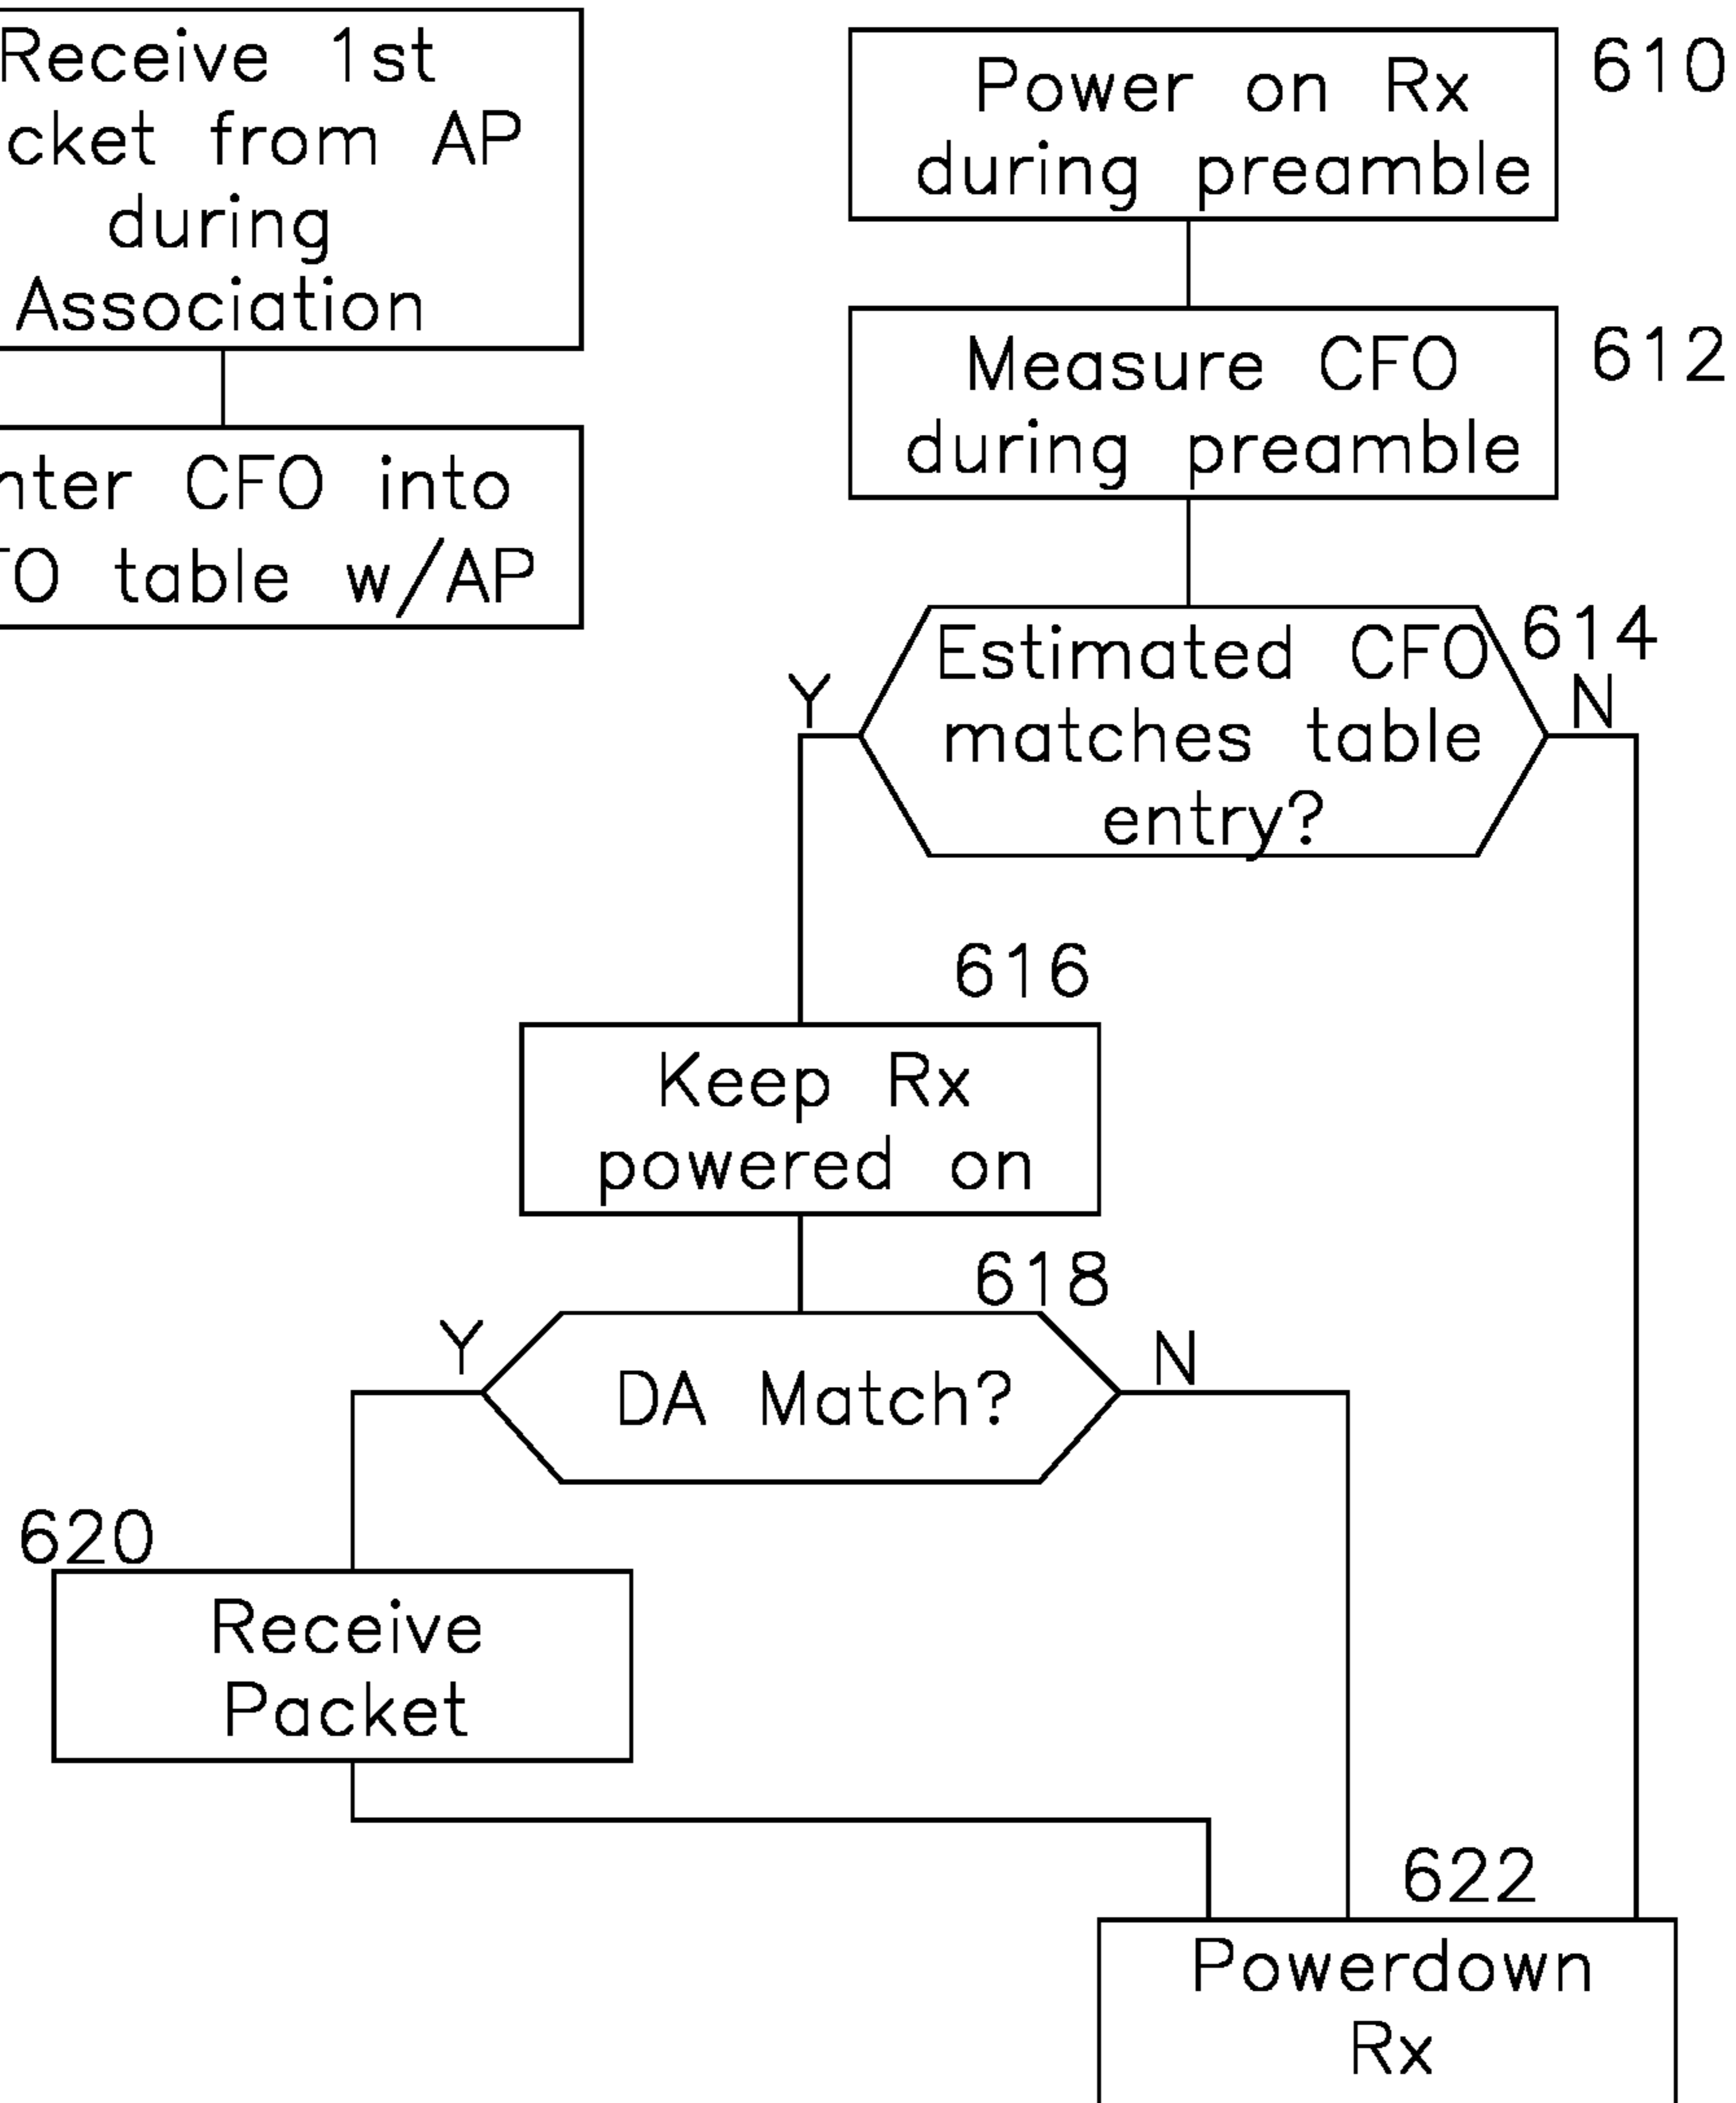 Receive 1st
cket from AP
during
Association
nter CFO into
O table w/AP
Power on Rx
during preamble
610
Measure CFO
during preamble
612
Estimated CFO
matches table
entry?
614
Y
N
616
Keep Rx
powered on
618
DA Match?
Y
N
620
Receive
Packet
622
Powerdown
Rx